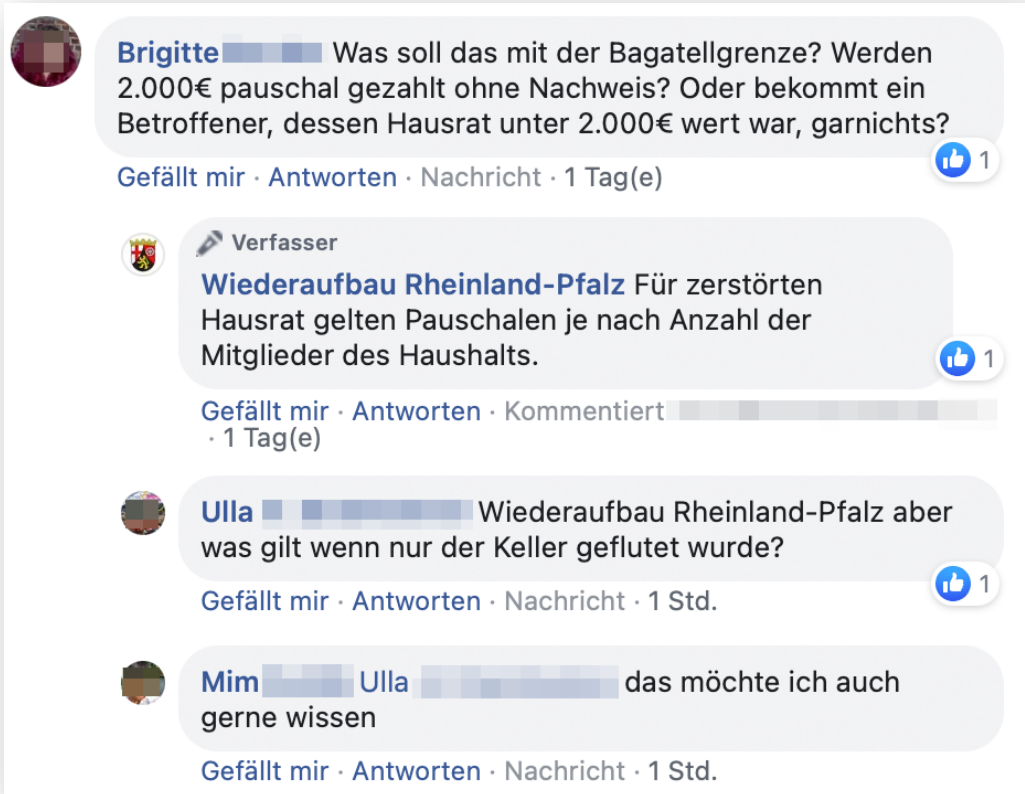 Brigitte Was soll das mit der Bagatellgrenze? Werden
2.000€ pauschal gezahlt ohne Nachweis? Oder bekommt ein
Betroffener, dessen Hausrat unter 2.000€ wert war, garnichts?
1
Gefällt mir · Antworten · Nachricht · 1 Tag(e)
Verfasser
Wiederaufbau Rheinland-Pfalz Für zerstörten
Hausrat gelten Pauschalen je nach Anzahl der
Mitglieder des Haushalts.
1
Gefällt mir · Antworten · Kommentiert
· 1 Tag(e)
Ulla Wiederaufbau Rheinland-Pfalz aber
was gilt wenn nur der Keller geflutet wurde?
1
Gefällt mir · Antworten · Nachricht · 1 Std.
Mim Ulla das möchte ich auch
gerne wissen
Gefällt mir · Antworten · Nachricht · 1 Std.